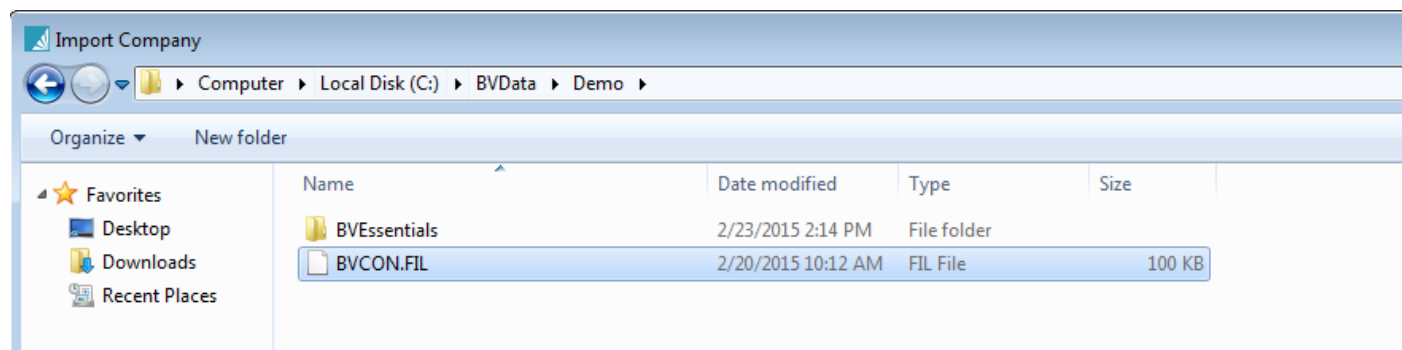 Import Company
Computer Local Disk (C:) BVData Demo
Organize New folder
Favorites
Desktop
Downloads
Recent Places
Name Date modified Type Size
BVEssentials 2/23/2015 2:14 PM File folder
BVCON.FIL 2/20/2015 10:12 AM FIL File 100 KB